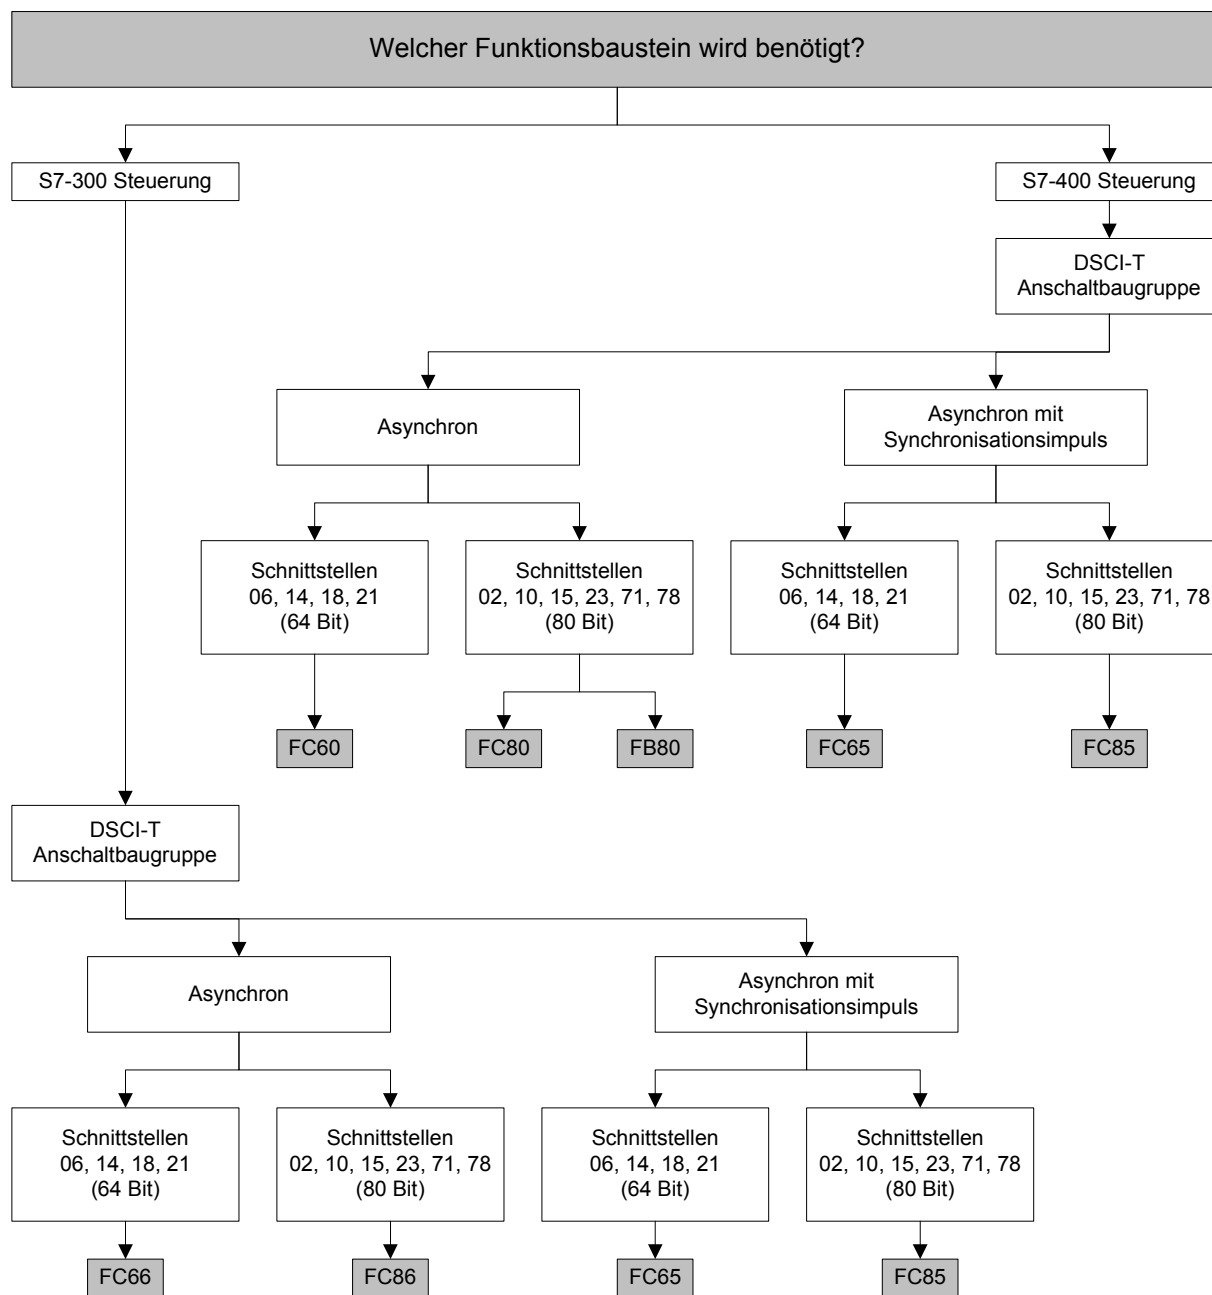 Welcher Funktionsbaustein wird benötigt?
S7-300 Steuerung
S7-400 Steuerung
DSCI-T
Anschaltbaugruppe
Asynchron
Asynchron mit
Synchronisationsimpuls
Schnittstellen
06, 14, 18, 21
(64 Bit)
Schnittstellen
02, 10, 15, 23, 71, 78
(80 Bit)
Schnittstellen
06, 14, 18, 21
(64 Bit)
Schnittstellen
02, 10, 15, 23, 71, 78
(80 Bit)
FC60
FC80
FB80
FC65
FC85
DSCI-T
Anschaltbaugruppe
Asynchron
Asynchron mit
Synchronisationsimpuls
Schnittstellen
06, 14, 18, 21
(64 Bit)
Schnittstellen
02, 10, 15, 23, 71, 78
(80 Bit)
Schnittstellen
06, 14, 18, 21
(64 Bit)
Schnittstellen
02, 10, 15, 23, 71, 78
(80 Bit)
FC66
FC86
FC65
FC85